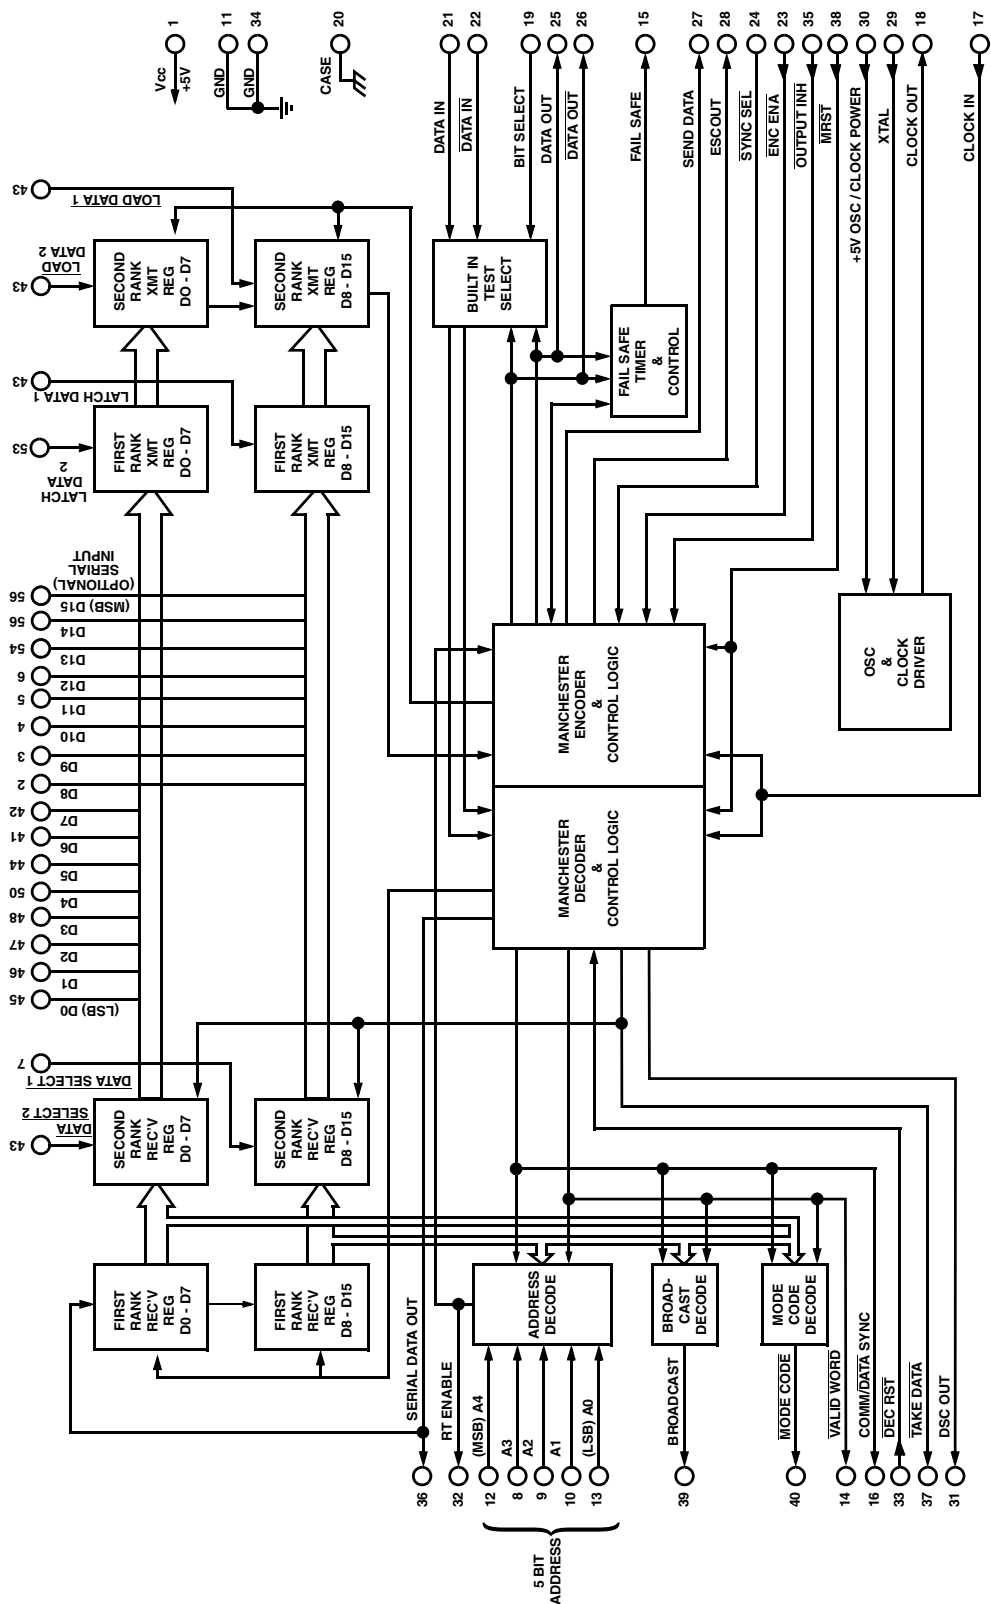 1
11
34
20
21
22
19
25
26
15
27
28
24
23
35
38
30
29
18
17
Vcc
+5V
GND
GND
CASE
DATA IN
DATA IN
BIT SELECT
DATA OUT
DATA OUT
FAIL SAFE
SEND DATA
ESCOUT
SYNC SEL
ENC ENA
OUTPUT INH
MRST
+5V OSC / CLOCK POWER
XTAL
CLOCK OUT
CLOCK IN
43
LOAD DATA 1
43
LOAD
DATA 2
SECOND
RANK
XMT
REG
DO - D7
SECOND
RANK
XMT
REG
D8 - D15
BUILT IN
TEST
SELECT
FAIL SAFE
TIMER
&
CONTROL
43
LATCH DATA 1
53
LATCH
DATA
2
FIRST
RANK
XMT
REG
DO - D7
FIRST
RANK
XMT
REG
D8 - D15
(OPTIONAL)
SERIAL
INPUT
56
(MSB) D15
56
D14
54
D13
6
D12
5
D11
4
D10
3
D9
2
D8
42
D7
41
D6
44
D5
50
D4
48
D3
47
D2
46
D1
45
(LSB) D0
MANCHESTER
ENCODER
&
CONTROL LOGIC
OSC
&
CLOCK
DRIVER
MANCHESTER
DECODER
&
CONTROL LOGIC
7
DATA SELECT 1
43
DATA
SELECT 2
SECOND
RANK
REC'V
REG
D0 - D7
SECOND
RANK
REC'V
REG
D8 - D15
FIRST
RANK
REC'V
REG
D0 - D7
FIRST
RANK
REC'V
REG
D8 - D15
ADDRESS
DECODE
BROAD-
CAST
DECODE
MODE
CODE
DECODE
SERIAL DATA OUT
RT ENABLE
(MSB) A4
A3
A2
A1
(LSB) A0
BROADCAST
MODE CODE
VALID WORD
COMM/DATA SYNC
DEC RST
TAKE DATA
DSC OUT
36
32
12
8
9
10
13
39
40
14
16
33
37
31
5 BIT
ADDRESS